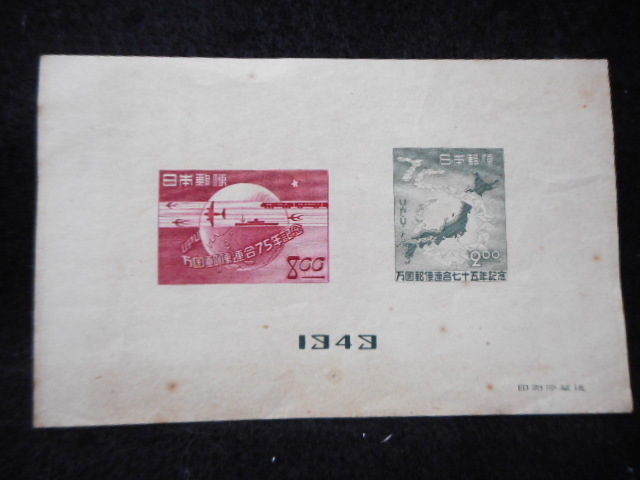 日本郵便
UPU
万国郵便連合75年記念
8.00
日本郵便
UPU
2.00
万国郵便連合七十五年記念
1949
印刷庁製造